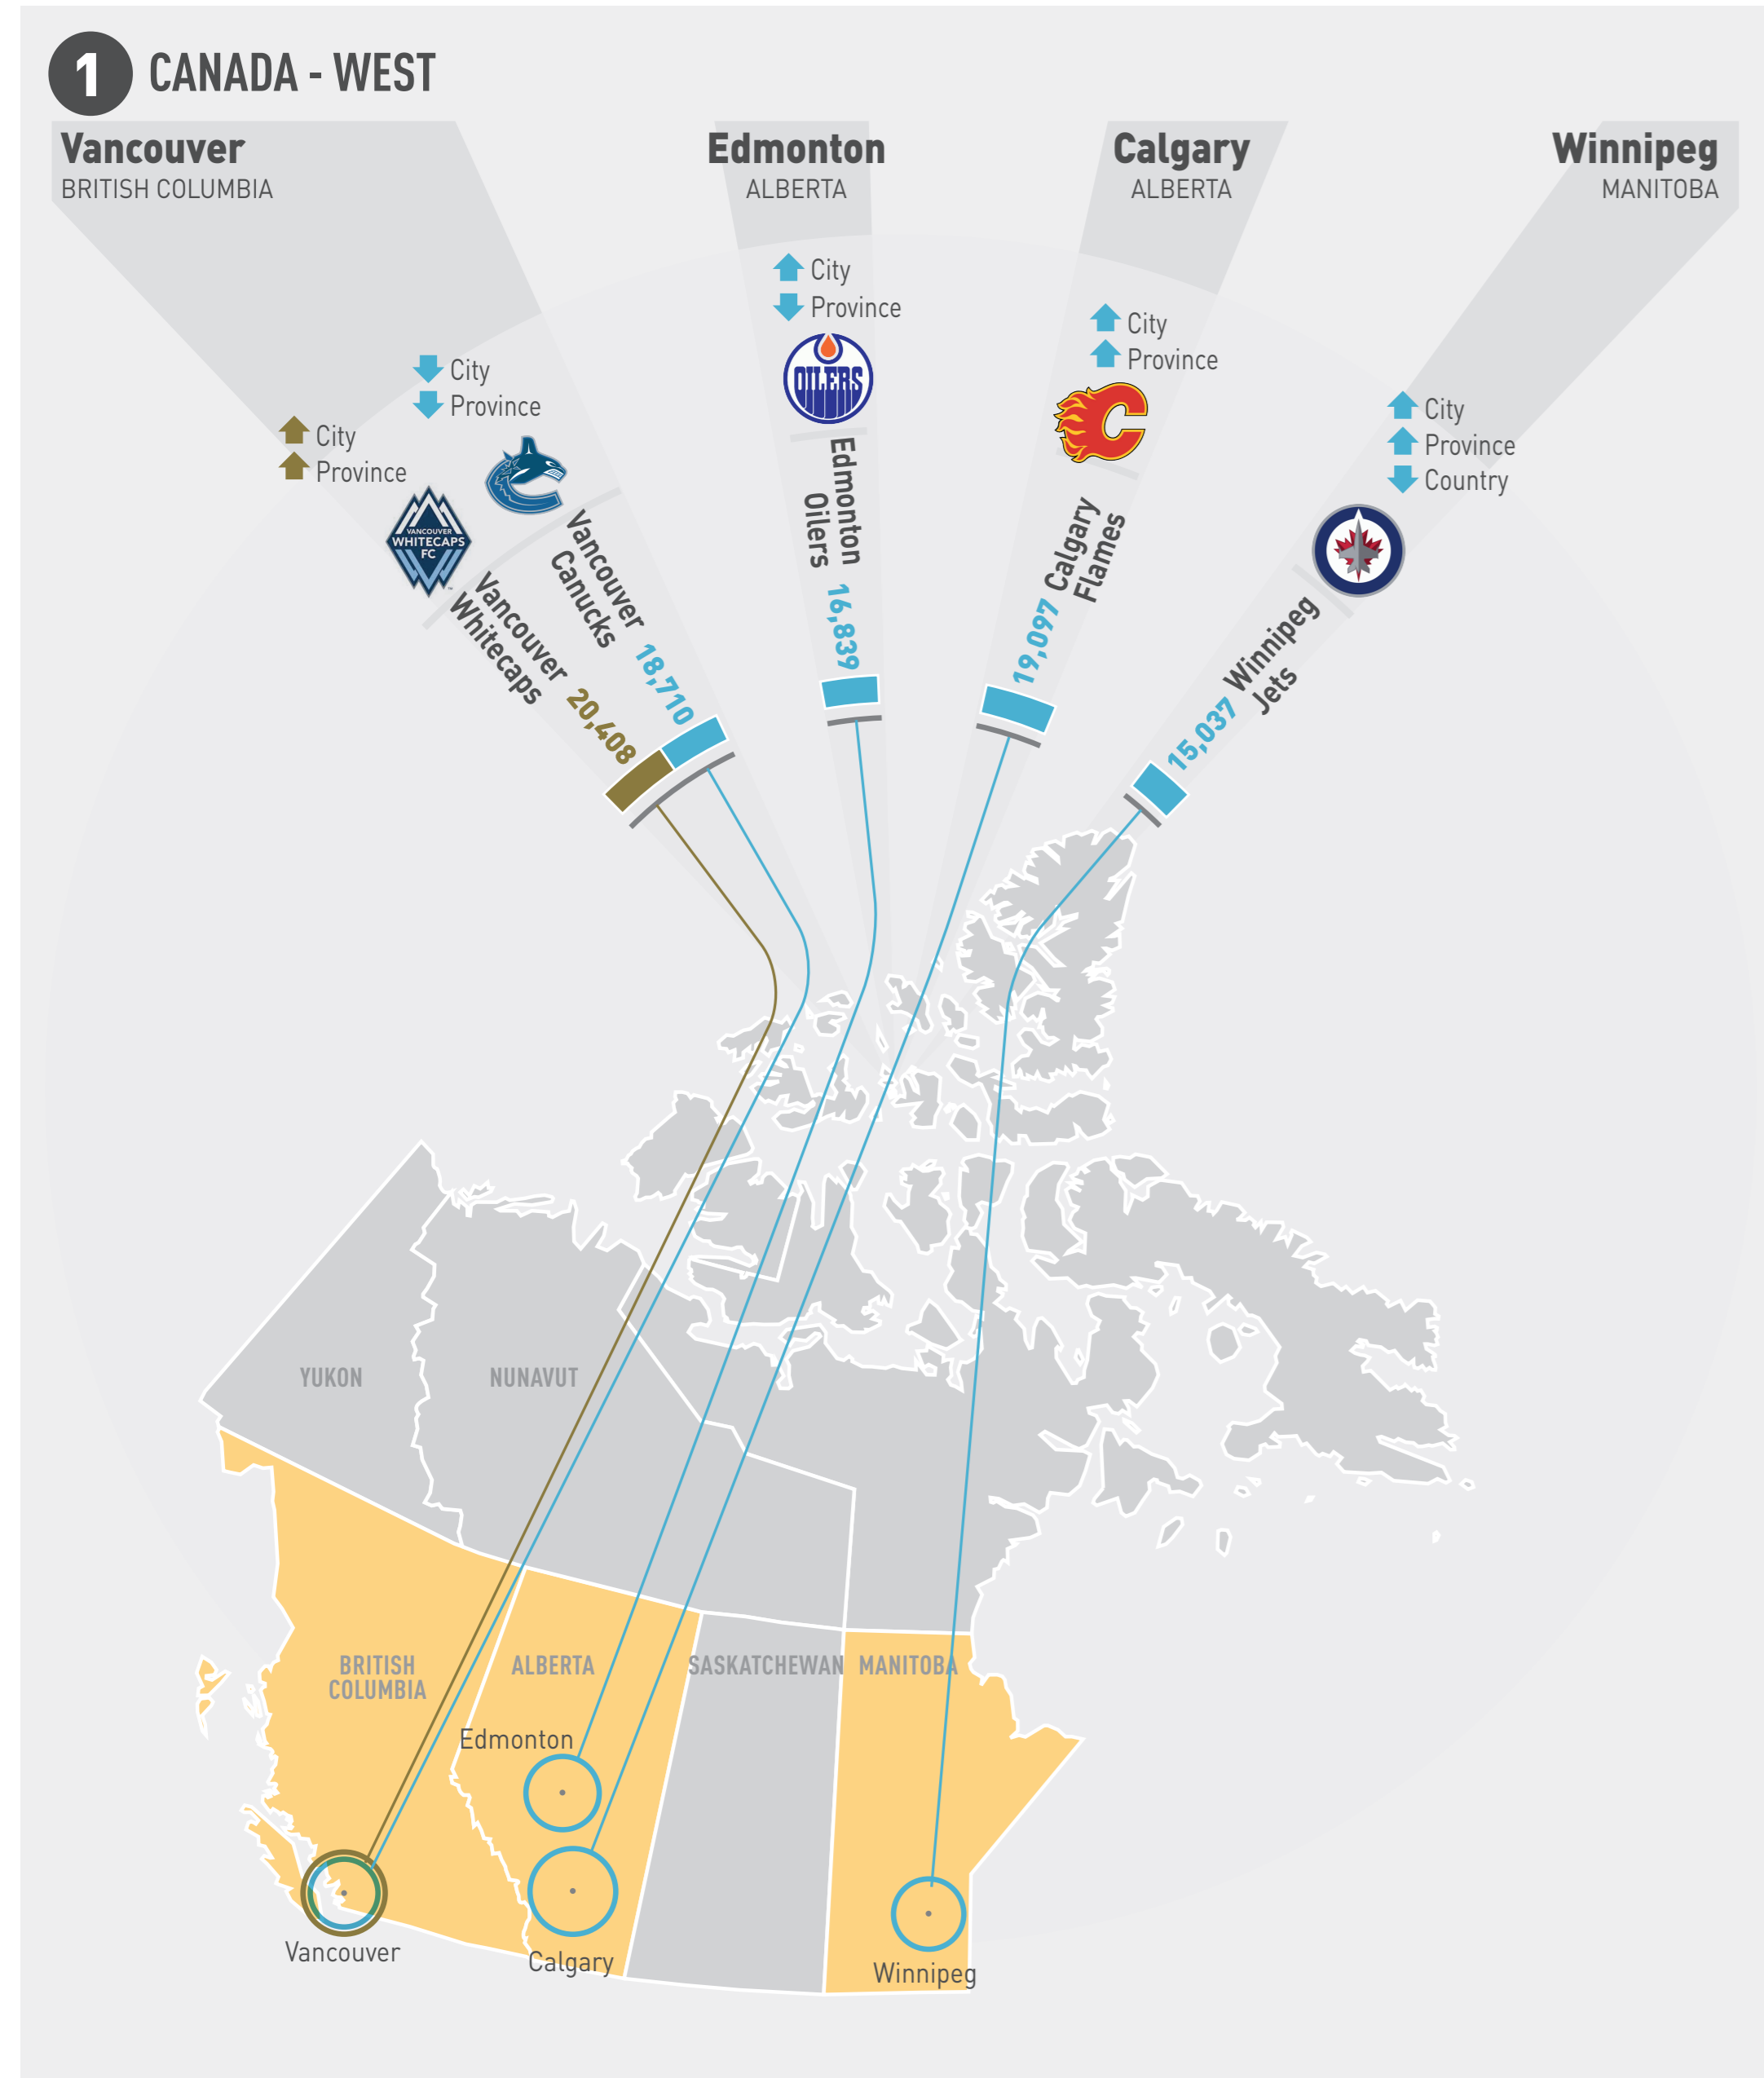 1 CANADA - WEST
Vancouver
BRITISH COLUMBIA
Edmonton
ALBERTA
Calgary
ALBERTA
Winnipeg
MANITOBA
City
Province
VANCOUVER
WHITECAPS
FC
Vancouver
Whitecaps
20,408
City
Province
Vancouver
Canucks
18,710
City
Province
OILERS
Edmonton
Oilers
16,839
City
Province
C
Calgary
Flames
19,097
City
Province
Country
Winnipeg
Jets
15,037
YUKON
NUNAVUT
BRITISH
COLUMBIA
ALBERTA
SASKATCHEWAN
MANITOBA
Edmonton
Vancouver
Calgary
Winnipeg